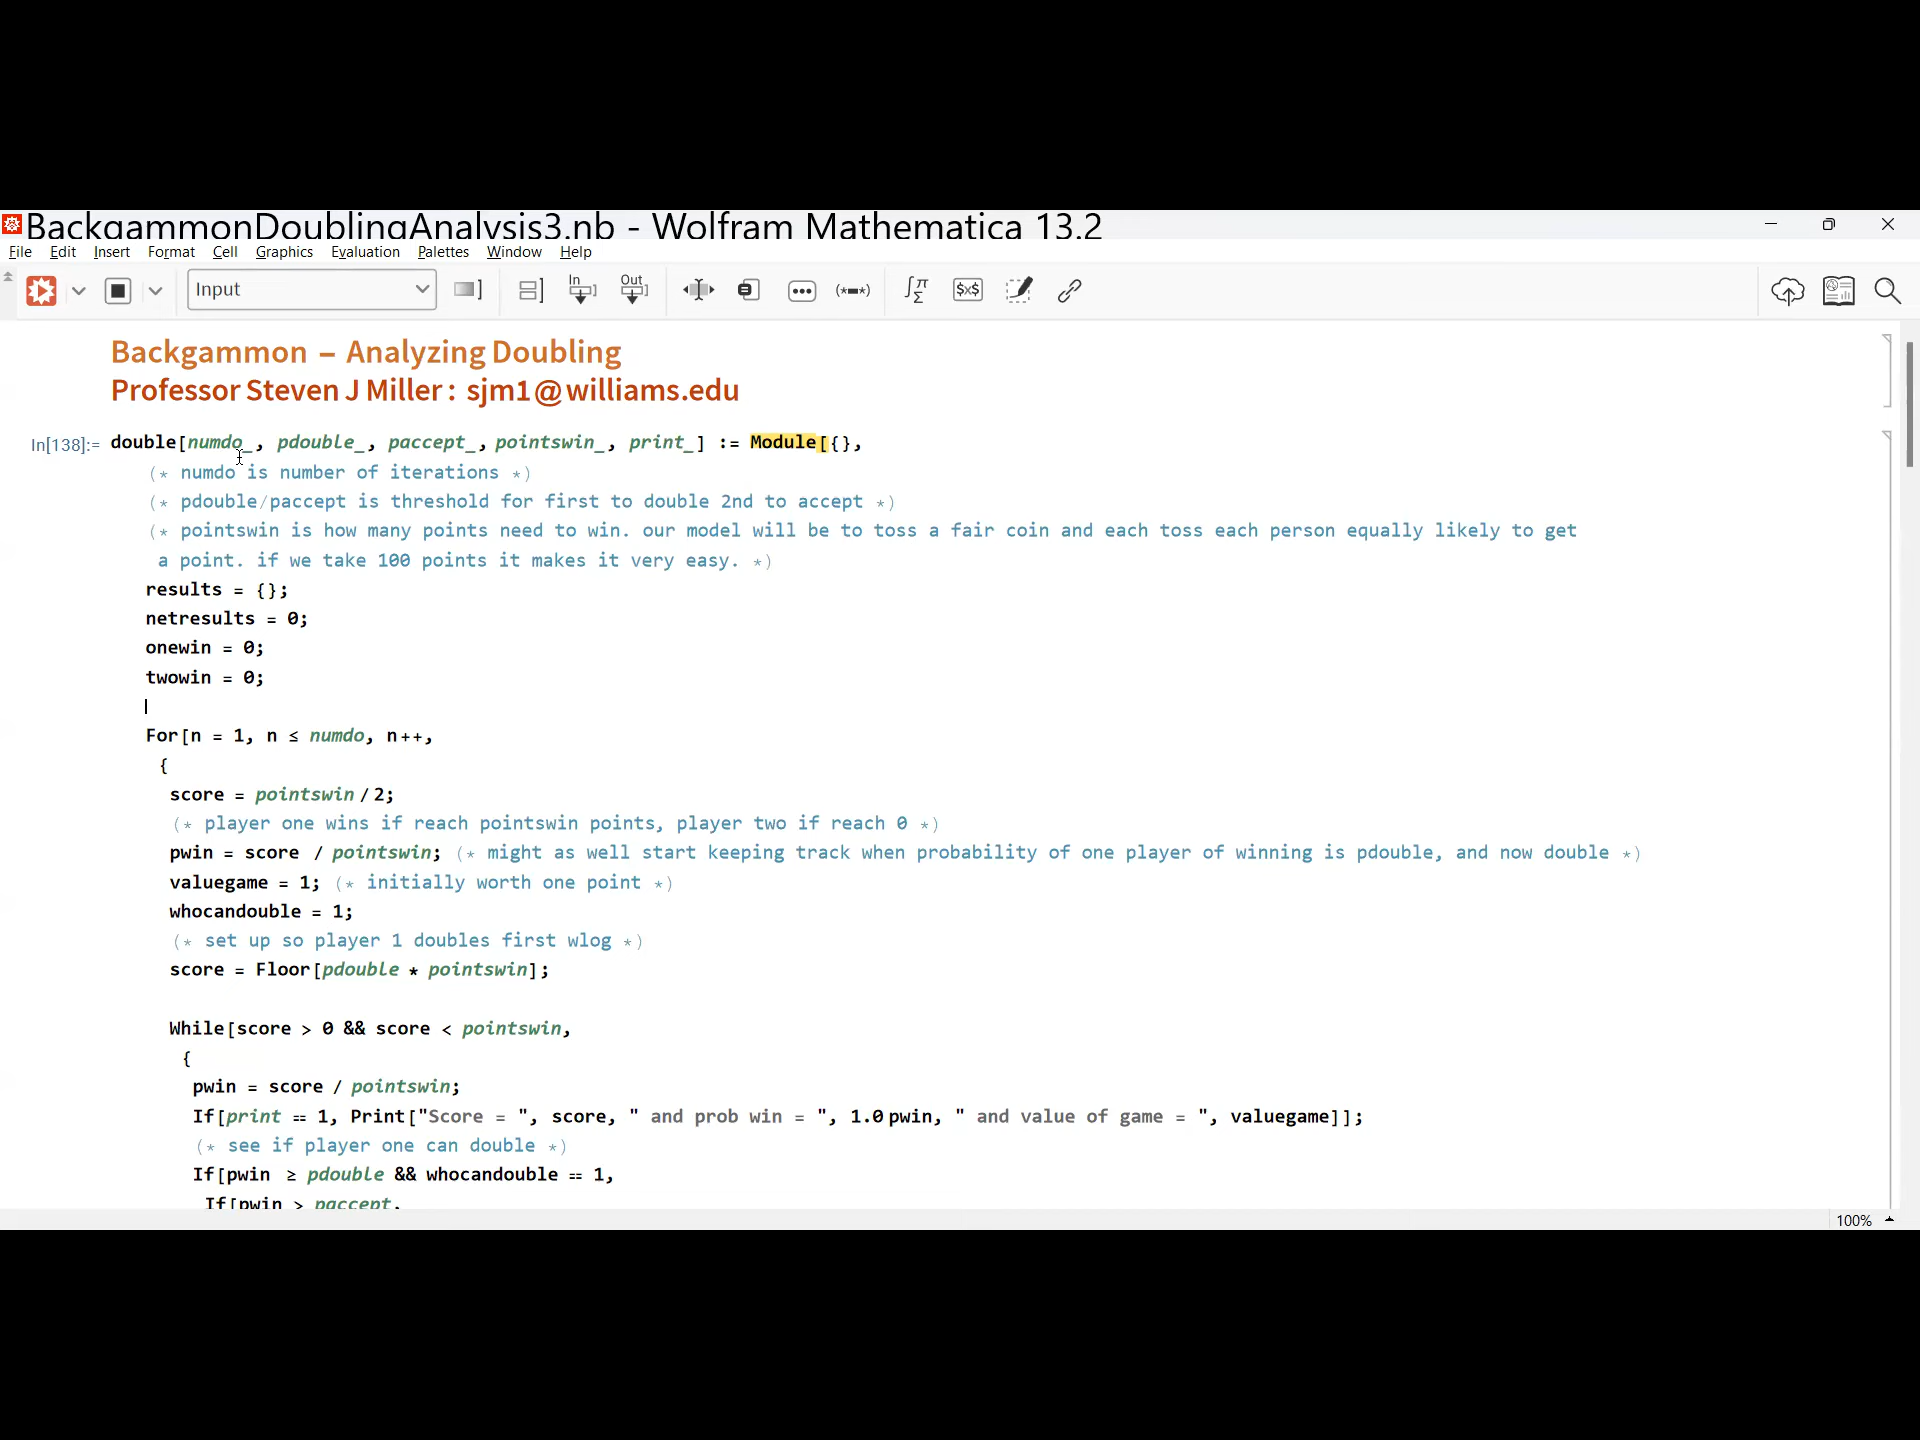 BackgammonDoublingAnalysis3.nb - Wolfram Mathematica 13.2
File Edit Insert Format Cell Graphics Evaluation Palettes Window Help
Input In Out (*▬*) ∫π Σ $x$
Backgammon – Analyzing Doubling
Professor Steven J Miller : sjm1@williams.edu
In[138]:= double[numdo_, pdouble_, paccept_, pointswin_, print_] := Module[{},
(* numdo is number of iterations *)
(* pdouble/paccept is threshold for first to double 2nd to accept *)
(* pointswin is how many points need to win. our model will be to toss a fair coin and each toss each person equally likely to get
a point. if we take 100 points it makes it very easy. *)
results = {};
netresults = 0;
onewin = 0;
twowin = 0;
For[n = 1, n ≤ numdo, n++,
{
score = pointswin / 2;
(* player one wins if reach pointswin points, player two if reach 0 *)
pwin = score / pointswin; (* might as well start keeping track when probability of one player of winning is pdouble, and now double *)
valuegame = 1; (* initially worth one point *)
whocandouble = 1;
(* set up so player 1 doubles first wlog *)
score = Floor[pdouble * pointswin];
While[score > 0 && score < pointswin,
{
pwin = score / pointswin;
If[print == 1, Print["Score = ", score, " and prob win = ", 1.0 pwin, " and value of game = ", valuegame]];
(* see if player one can double *)
If[pwin ≥ pdouble && whocandouble == 1,
If[pwin > paccept,
100%